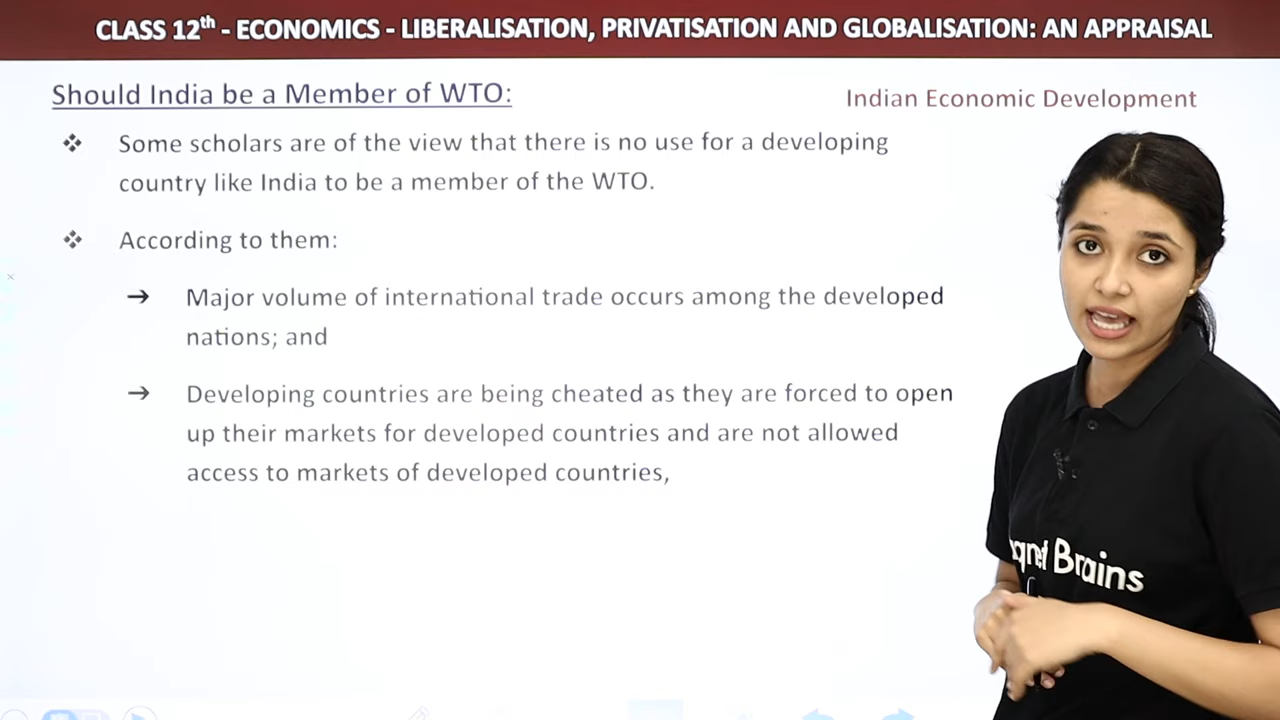 CLASS 12th - ECONOMICS - LIBERALISATION, PRIVATISATION AND GLOBALISATION: AN APPRAISAL
Should India be a Member of WTO:
Indian Economic Development
❖ Some scholars are of the view that there is no use for a developing
country like India to be a member of the WTO.
❖ According to them:
➔ Major volume of international trade occurs among the developed
nations; and
➔ Developing countries are being cheated as they are forced to open
up their markets for developed countries and are not allowed
access to markets of developed countries,
Brains